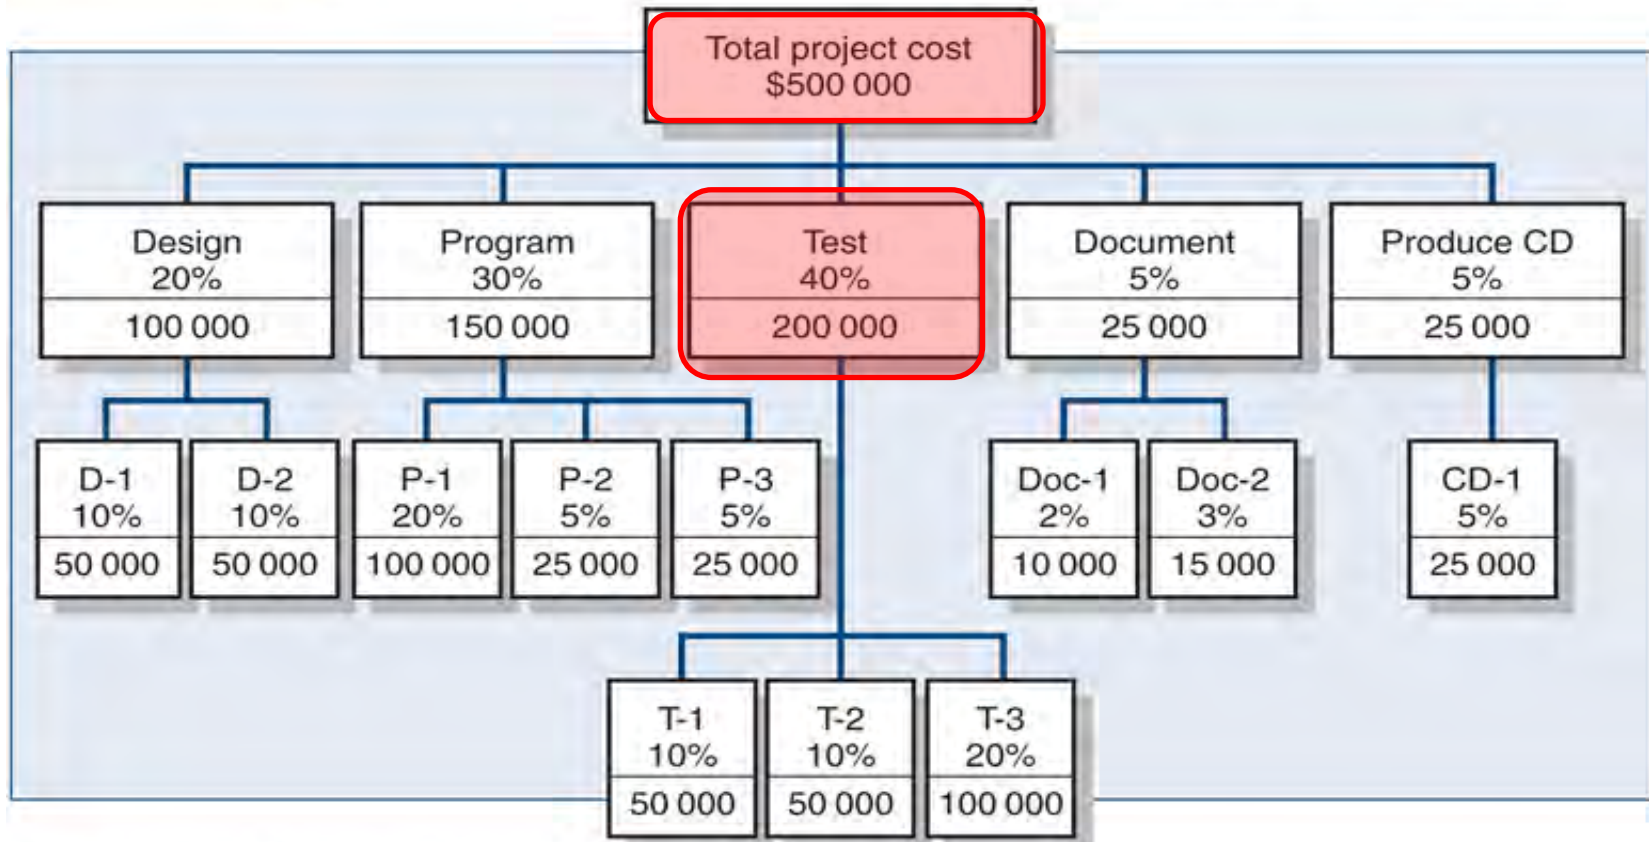 Total project cost
$500 000
Design
20%
100 000
Program
30%
150 000
Test
40%
200 000
Document
5%
25 000
Produce CD
5%
25 000
D-1
10%
50 000
D-2
10%
50 000
P-1
20%
100 000
P-2
5%
25 000
P-3
5%
25 000
Doc-1
2%
10 000
Doc-2
3%
15 000
CD-1
5%
25 000
T-1
10%
50 000
T-2
10%
50 000
T-3
20%
100 000